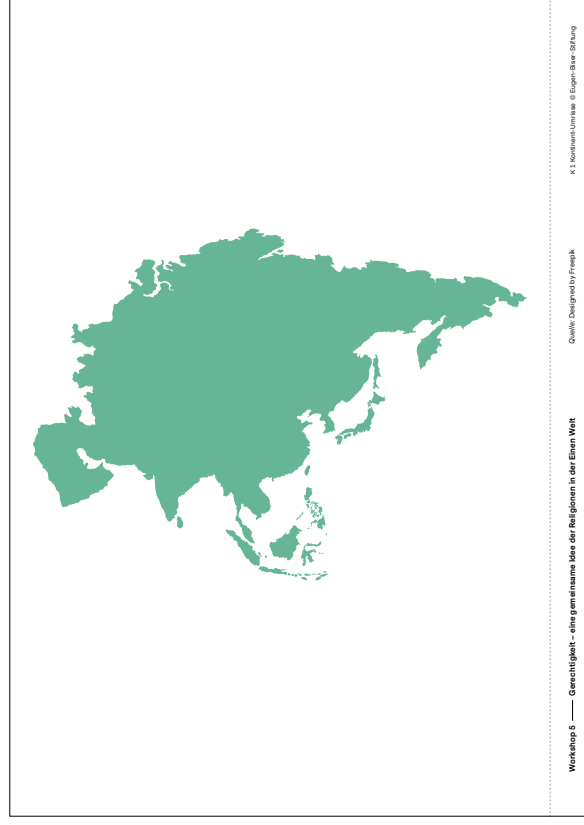 Workshop 5 —— Gerechtigkeit – eine gemeinsame Idee der Religionen in der Einen Welt
Quelle: Designed by Freepik
K 1 Kontinent-Umrisse © Eugen-Biser-Stiftung